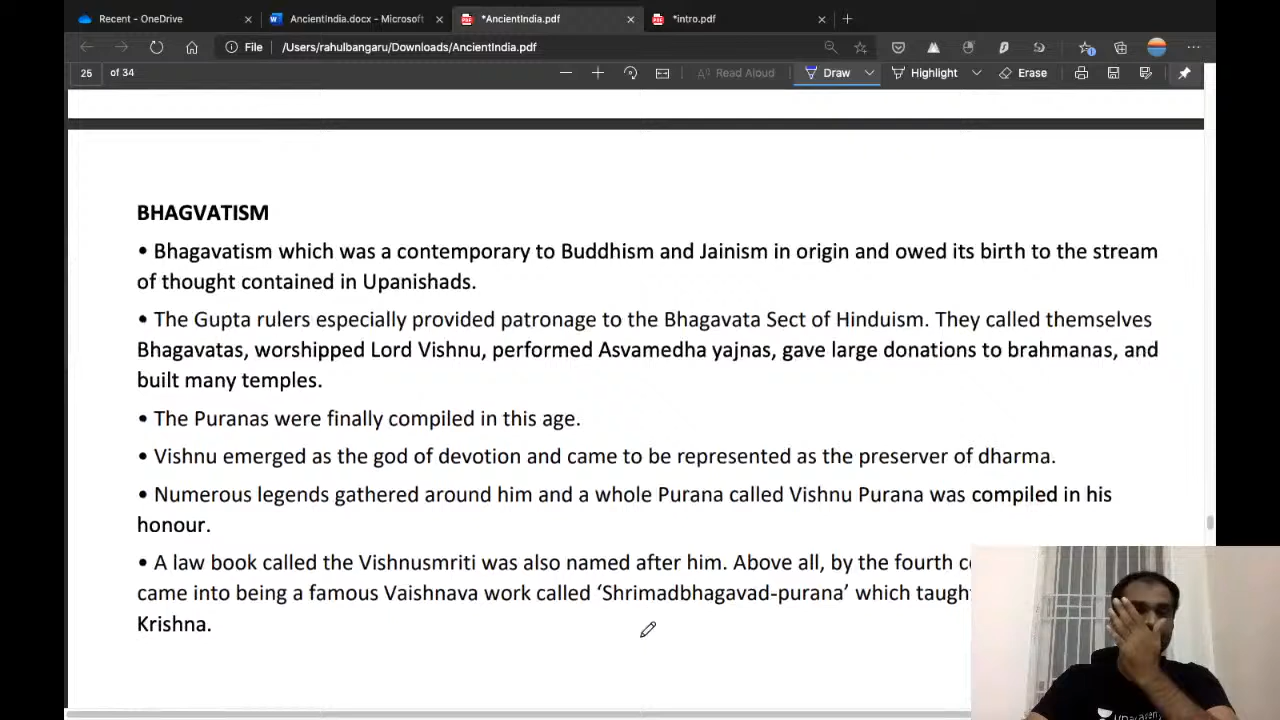 Recent - OneDrive
AncientIndia.docx - Microsoft
*AncientIndia.pdf
*intro.pdf
File /Users/rahulbangaru/Downloads/AncientIndia.pdf
26 of 34 Read Aloud Draw Highlight Erase
BHAGVATISM
• Bhagavatism which was a contemporary to Buddhism and Jainism in origin and owed its birth to the stream
of thought contained in Upanishads.
• The Gupta rulers especially provided patronage to the Bhagavata Sect of Hinduism. They called themselves
Bhagavatas, worshipped Lord Vishnu, performed Asvamedha yajnas, gave large donations to brahmanas, and
built many temples.
• The Puranas were finally compiled in this age.
• Vishnu emerged as the god of devotion and came to be represented as the preserver of dharma.
• Numerous legends gathered around him and a whole Purana called Vishnu Purana was compiled in his
honour.
• A law book called the Vishnusmriti was also named after him. Above all, by the fourth
came into being a famous Vaishnava work called ‘Shrimadbhagavad-purana’ which taught
Krishna.